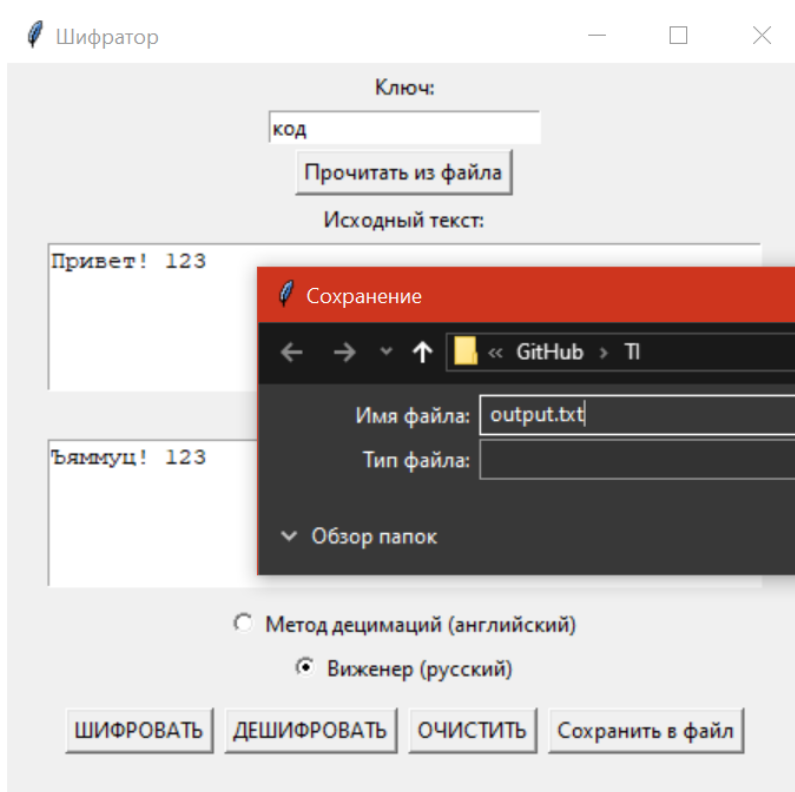 Шифратор
Ключ:
код
Прочитать из файла
Исходный текст:
Привет! 123
Сохранение
« GitHub › TI
Имя файла: output.txt
Тип файла:
Ъяммуц! 123
Обзор папок
Метод децимаций (английский)
Виженер (русский)
ШИФРОВАТЬ ДЕШИФРОВАТЬ ОЧИСТИТЬ Сохранить в файл